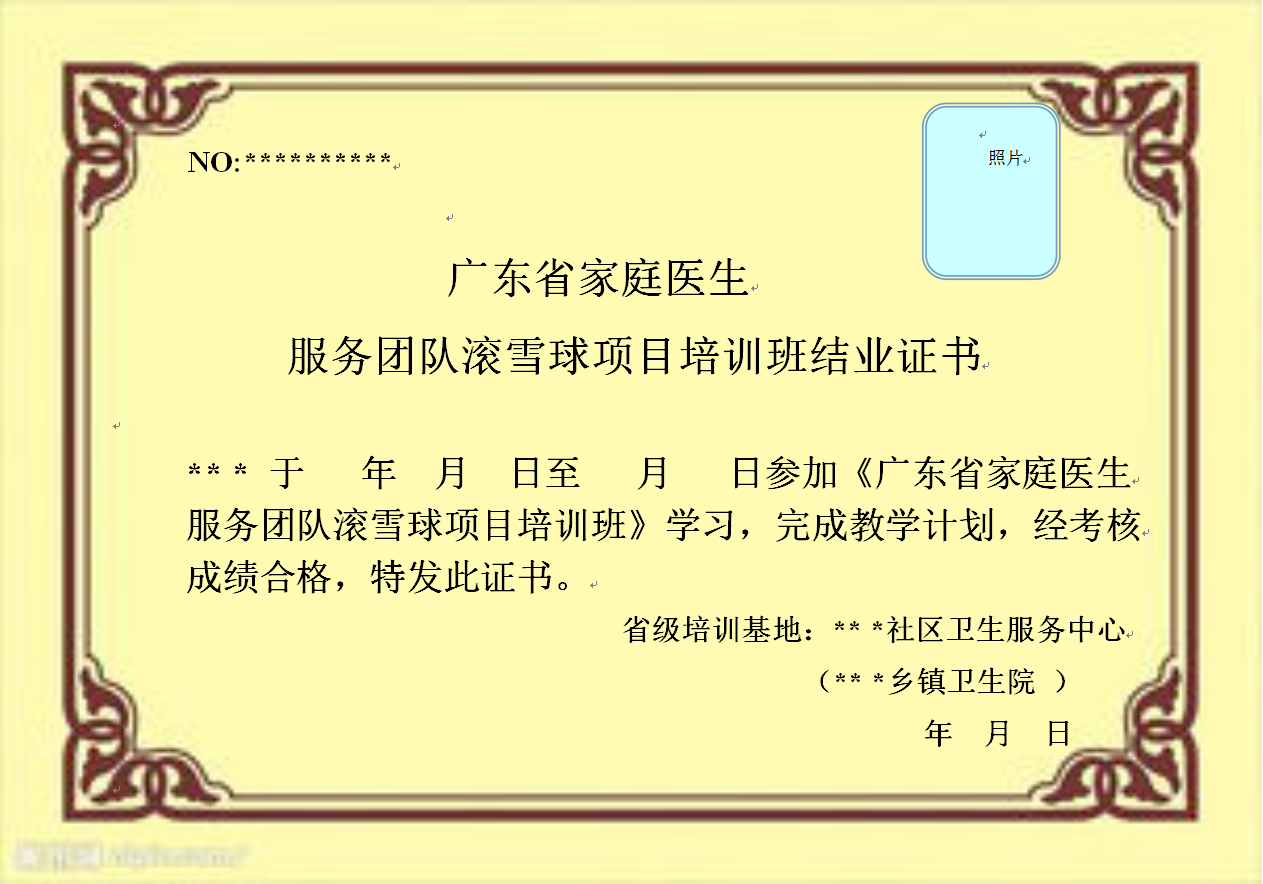 NO:**********
照片
广东省家庭医生
服务团队滚雪球项目培训班结业证书
*** 于 年 月 日至 月 日参加《广东省家庭医生
服务团队滚雪球项目培训班》学习，完成教学计划，经考核
成绩合格，特发此证书。
省级培训基地：** *社区卫生服务中心
（** *乡镇卫生院 ）
年 月 日